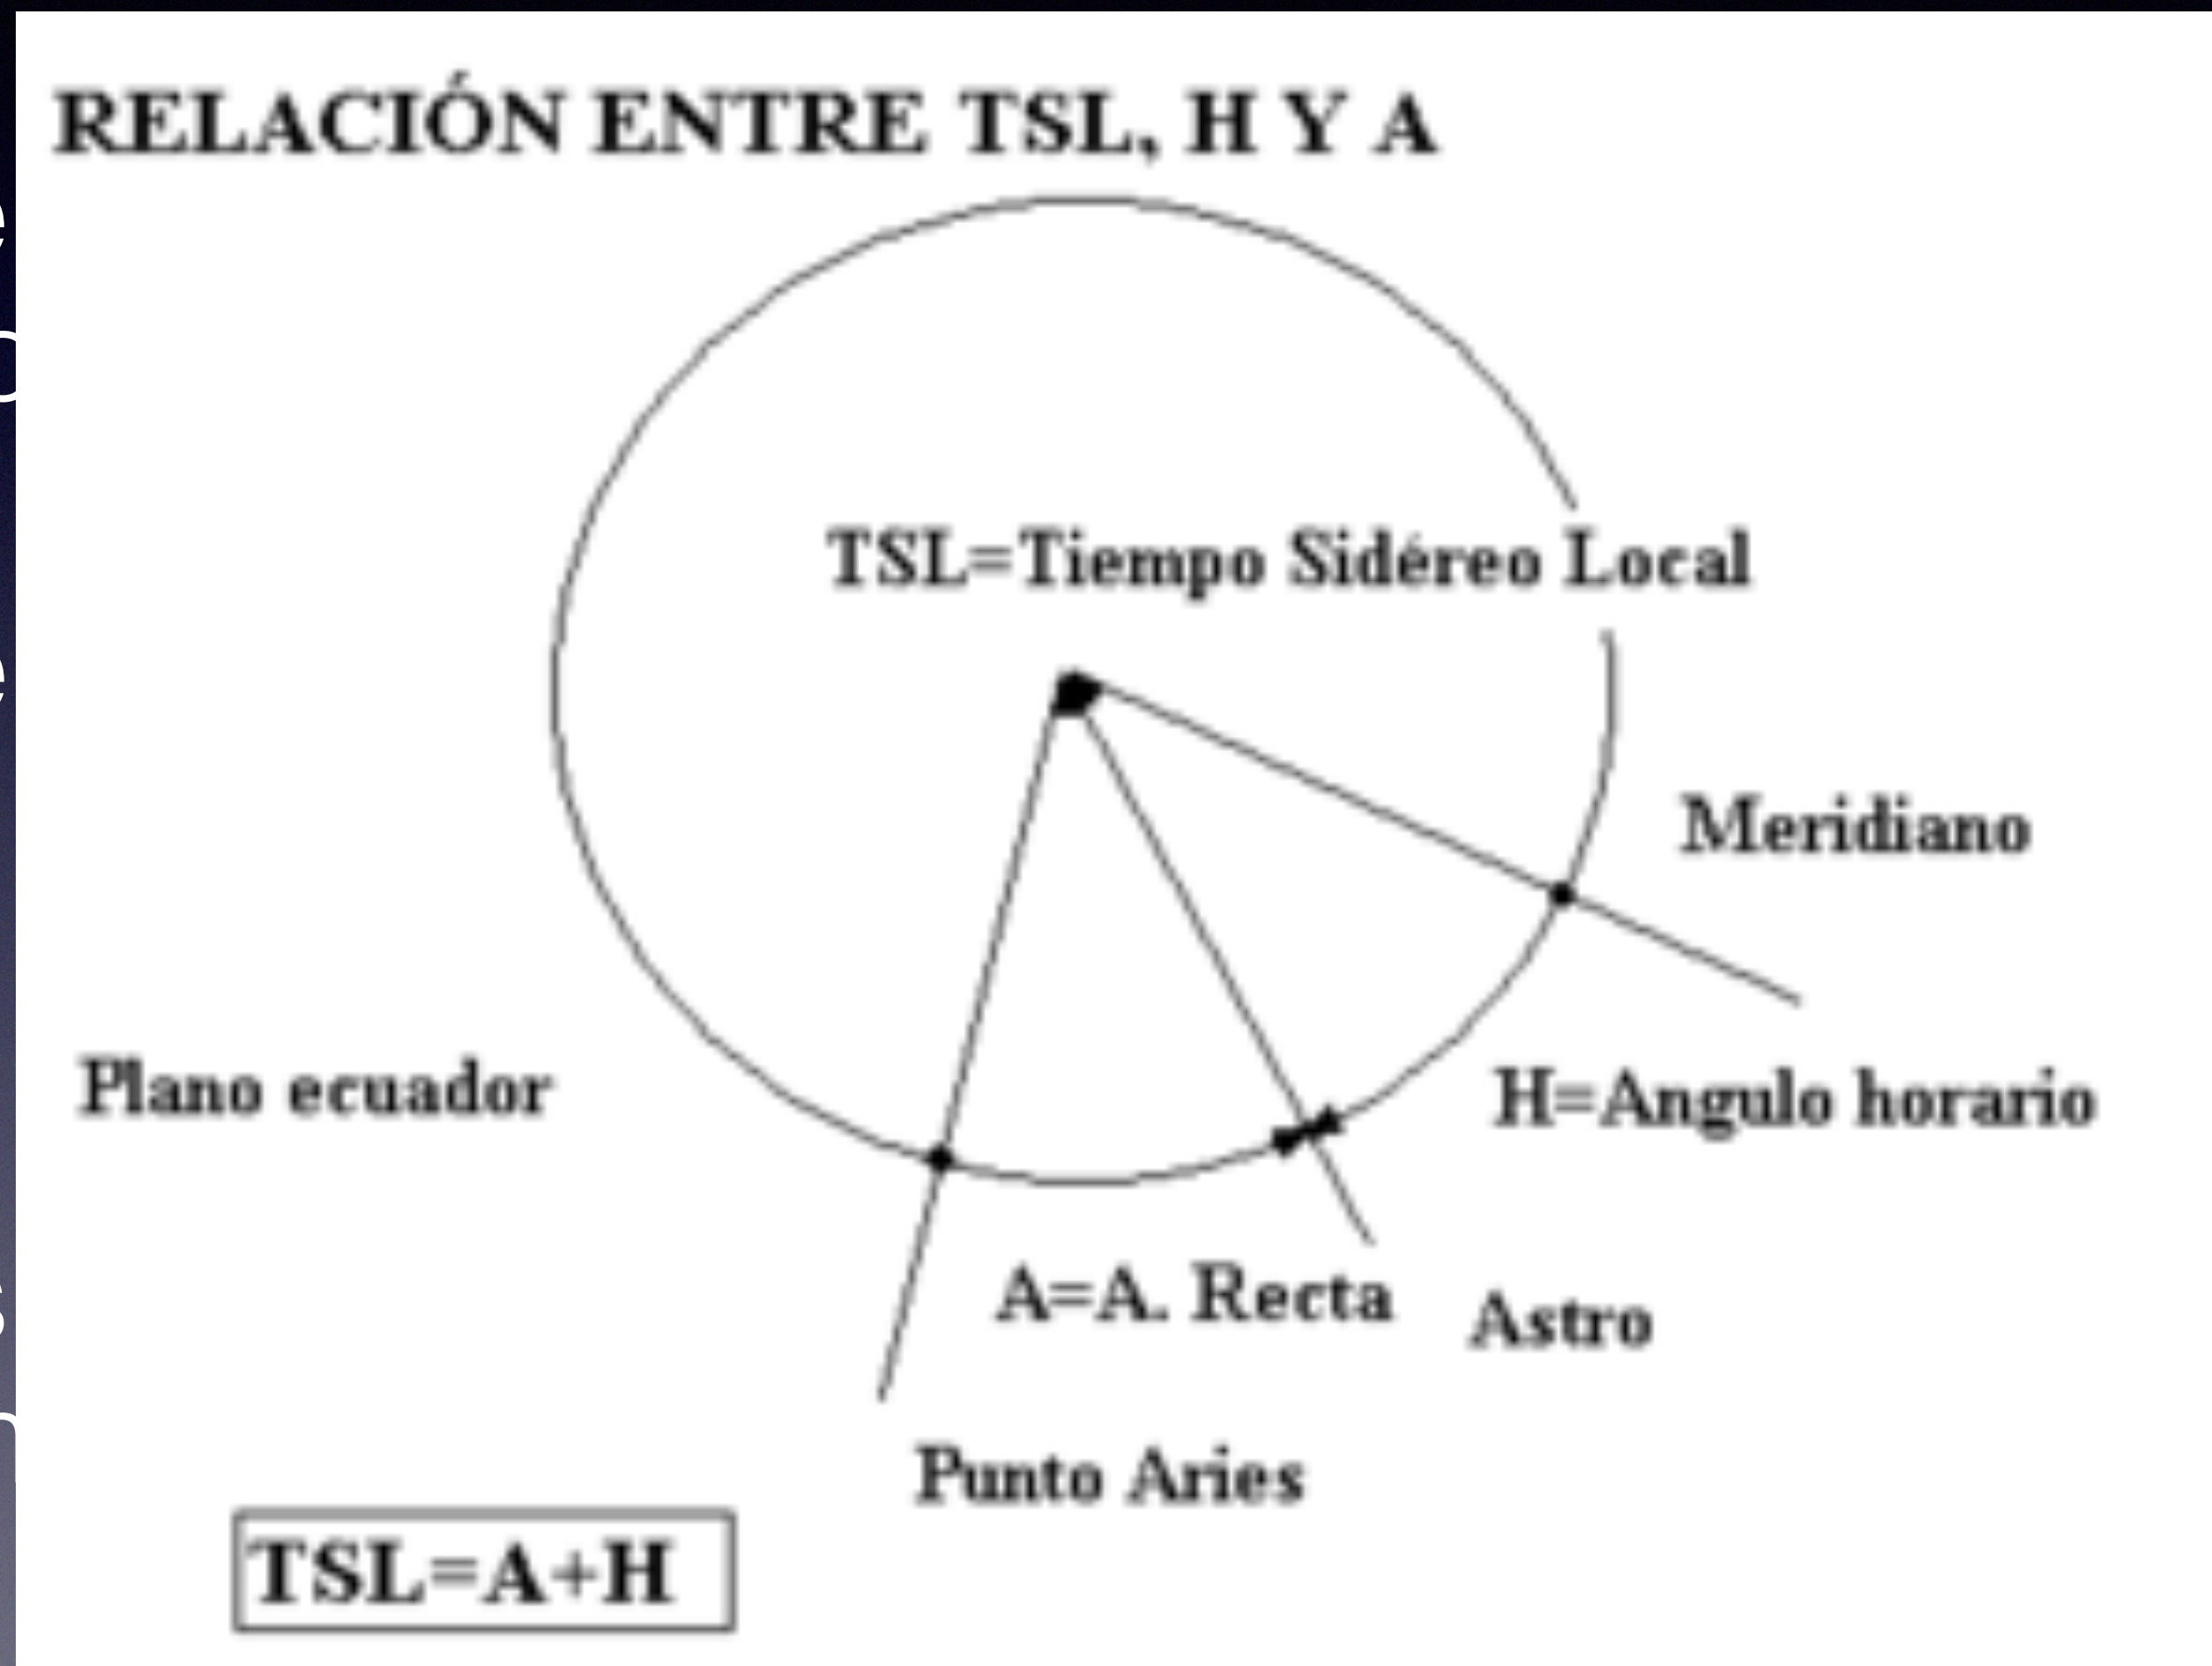 RELACIÓN ENTRE TSL, H Y A
TSL=Tiempo Sidéreo Local
Meridiano
Plano ecuador
H=Angulo horario
A=A. Recta
Astro
Punto Aries
TSL=A+H